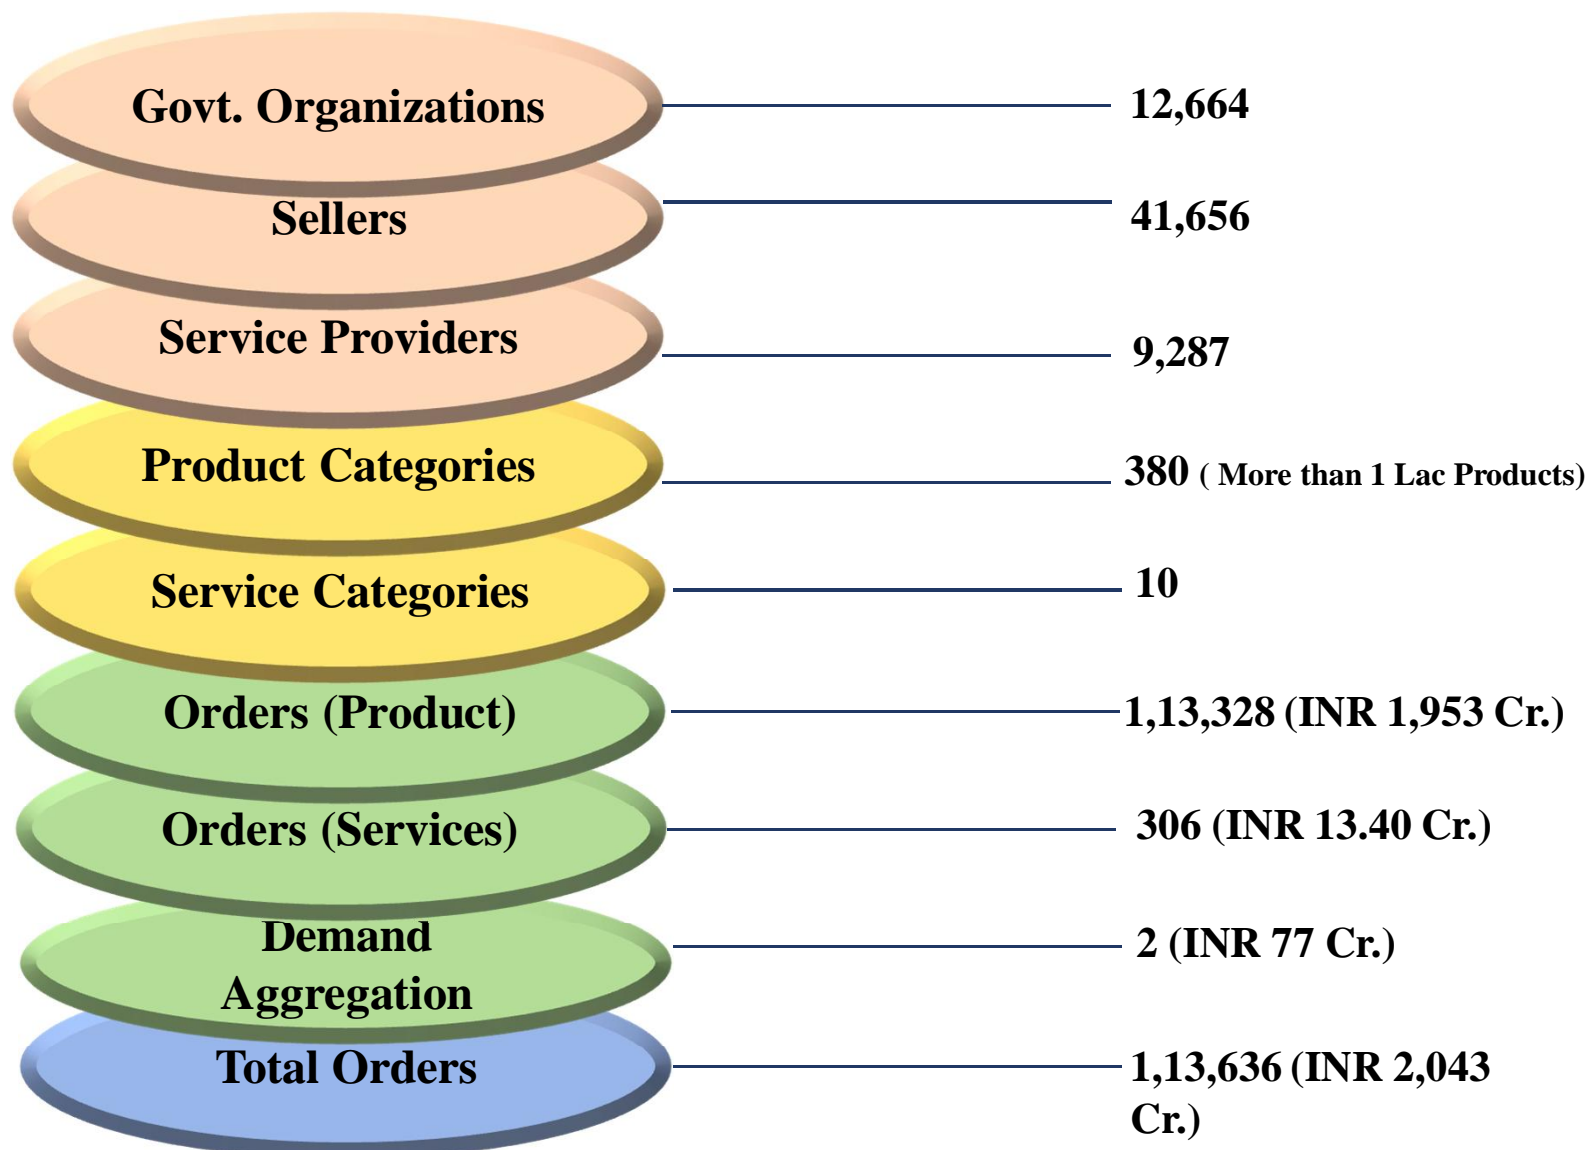 Govt. Organizations
12,664
Sellers
41,656
Service Providers
9,287
Product Categories
380 ( More than 1 Lac Products)
Service Categories
10
Orders (Product)
1,13,328 (INR 1,953 Cr.)
Orders (Services)
306 (INR 13.40 Cr.)
Demand
Aggregation
2 (INR 77 Cr.)
Total Orders
1,13,636 (INR 2,043
Cr.)